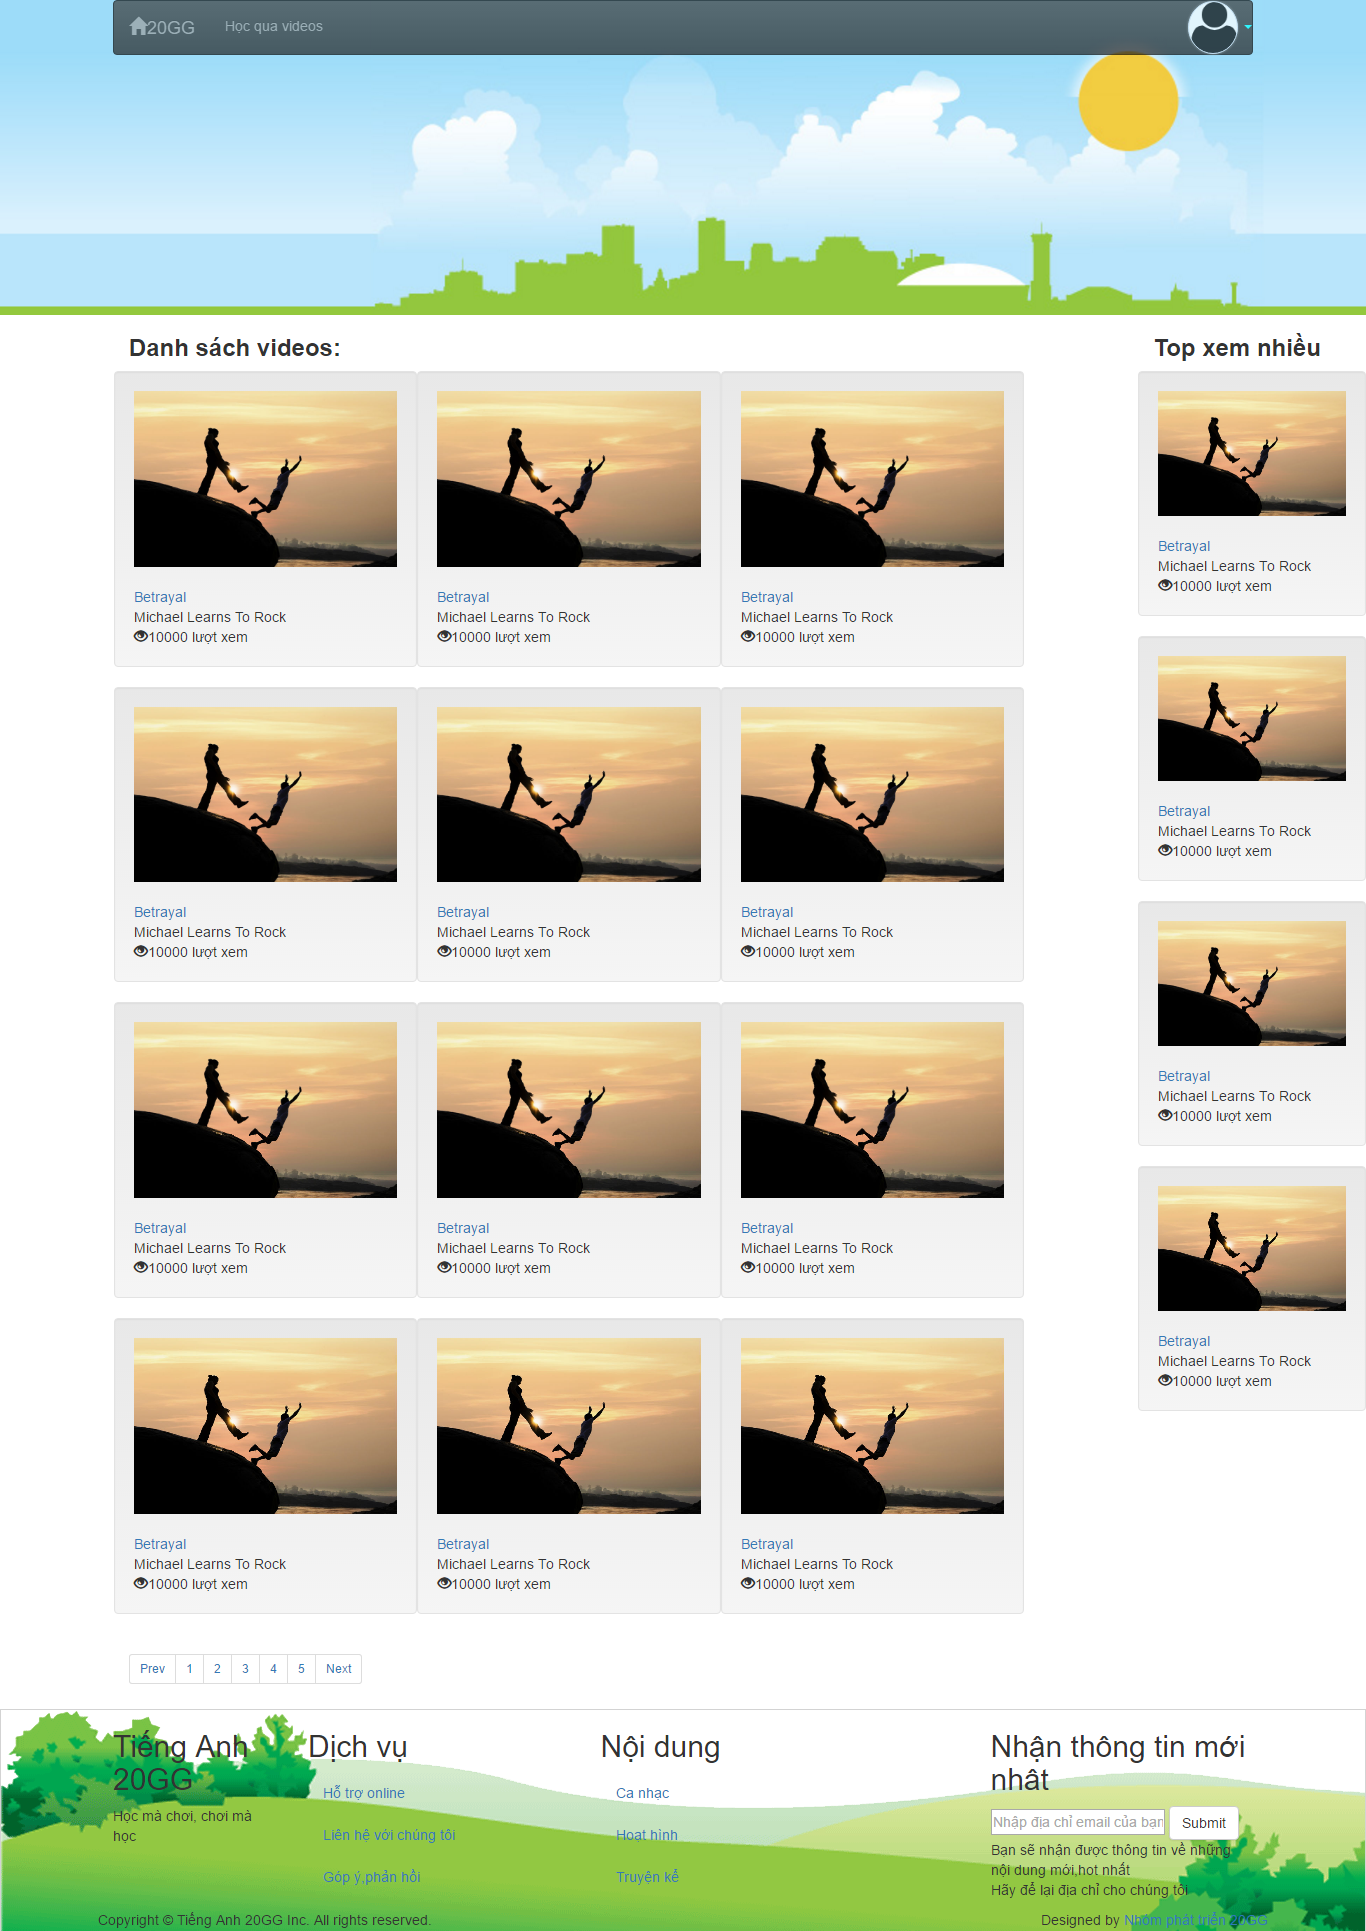 20GG Học qua videos
Danh sách videos:
Betrayal Betrayal Betrayal
Michael Learns To Rock Michael Learns To Rock Michael Learns To Rock
10000 lượt xem 10000 lượt xem 10000 lượt xem
Betrayal Betrayal Betrayal
Michael Learns To Rock Michael Learns To Rock Michael Learns To Rock
10000 lượt xem 10000 lượt xem 10000 lượt xem
Betrayal Betrayal Betrayal
Michael Learns To Rock Michael Learns To Rock Michael Learns To Rock
10000 lượt xem 10000 lượt xem 10000 lượt xem
Betrayal Betrayal Betrayal
Michael Learns To Rock Michael Learns To Rock Michael Learns To Rock
10000 lượt xem 10000 lượt xem 10000 lượt xem
Top xem nhiều
Betrayal
Michael Learns To Rock
10000 lượt xem
Betrayal
Michael Learns To Rock
10000 lượt xem
Betrayal
Michael Learns To Rock
10000 lượt xem
Betrayal
Michael Learns To Rock
10000 lượt xem
Prev 1 2 3 4 5 Next
Tiếng Anh
20GG
Học mà chơi, chơi mà
học
Dịch vụ
Hỗ trợ online
Liên hệ với chúng tôi
Góp ý,phản hồi
Nội dung
Ca nhạc
Hoạt hình
Truyện kể
Nhận thông tin mới
nhất
Nhập địa chỉ email của bạn Submit
Bạn sẽ nhận được thông tin về những
nội dung mới,hot nhất
Hãy để lại địa chỉ cho chúng tôi
Copyright © Tiếng Anh 20GG Inc. All rights reserved. Designed by Nhóm phát triển 20GG